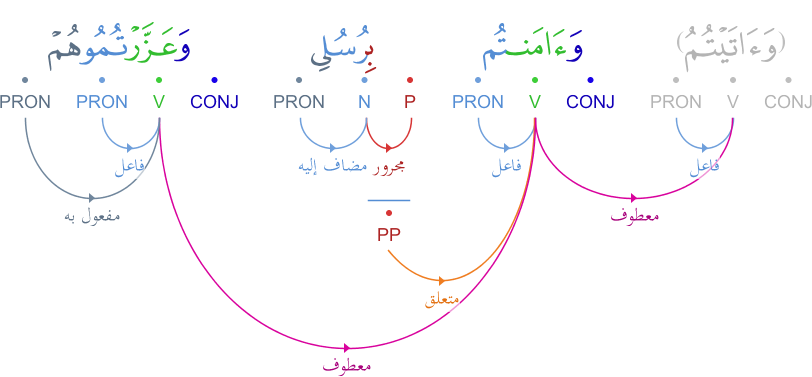 (وَءَاتَيْتُمُ) وَءَامَنتُم بِرُسُلِي وَعَزَّرْتُمُوهُمْ
CONJ V PRON CONJ V PRON P N PRON CONJ V PRON PRON
فاعل فاعل مجرور مضاف إليه فاعل
معطوف مفعول به
PP
متعلق
معطوف